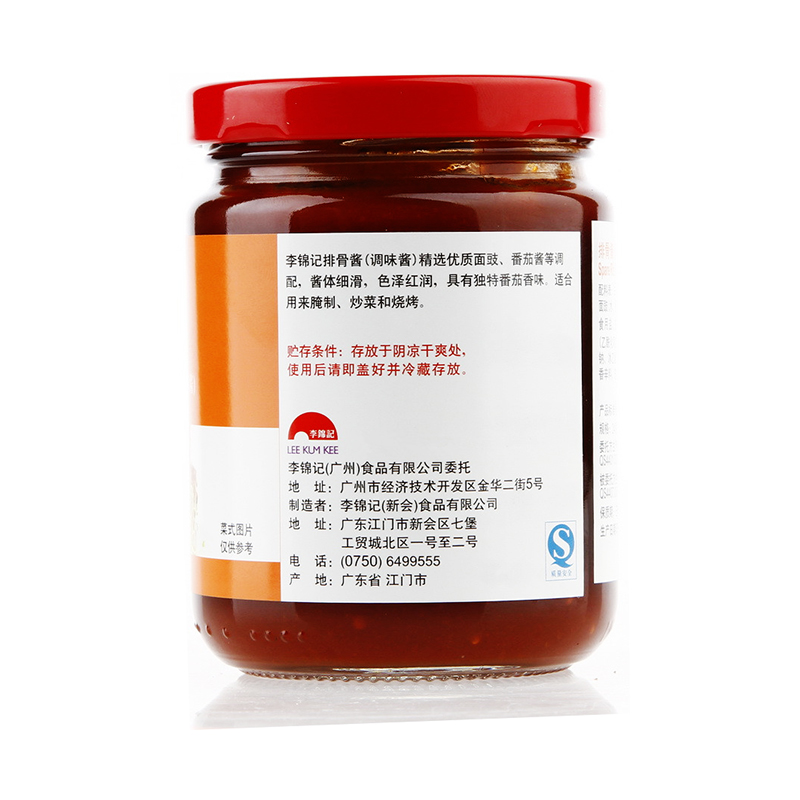 李锦记排骨酱(调味酱)精选优质面豉、番茄酱等调
配，酱体细滑，色泽红润，具有独特番茄香味。适合
用来腌制、炒菜和烧烤。
贮存条件：存放于阴凉干爽处，
使用后请即盖好并冷藏存放。
李錦記
LEE KUM KEE
李锦记(广州)食品有限公司委托
地 址：广州市经济技术开发区金华二街5号
制造者：李锦记(新会)食品有限公司
地 址：广东江门市新会区七堡
工贸城北区一号至二号
电 话：(0750) 6499555
产 地：广东省 江门市
菜式图片
仅供参考